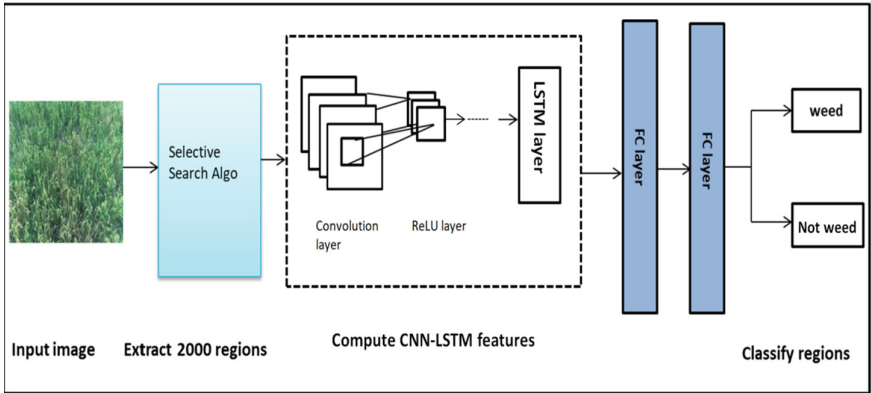 Selective
Search Algo
Convolution
layer
ReLU layer
LSTM layer
FC layer
FC layer
weed
Not weed
Input image
Extract 2000 regions
Compute CNN-LSTM features
Classify regions